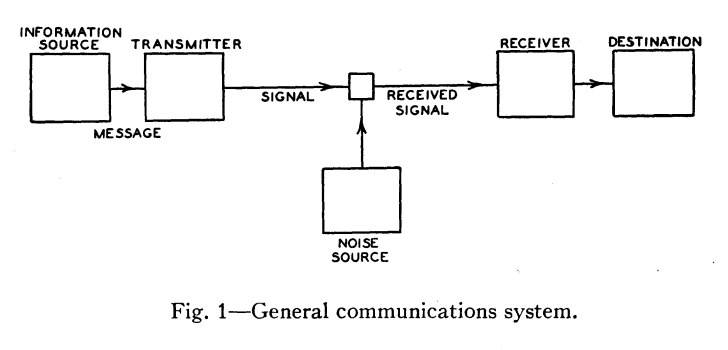 INFORMATION
SOURCE
TRANSMITTER
RECEIVER
DESTINATION
SIGNAL
RECEIVED
SIGNAL
MESSAGE
NOISE
SOURCE
Fig. 1—General communications system.